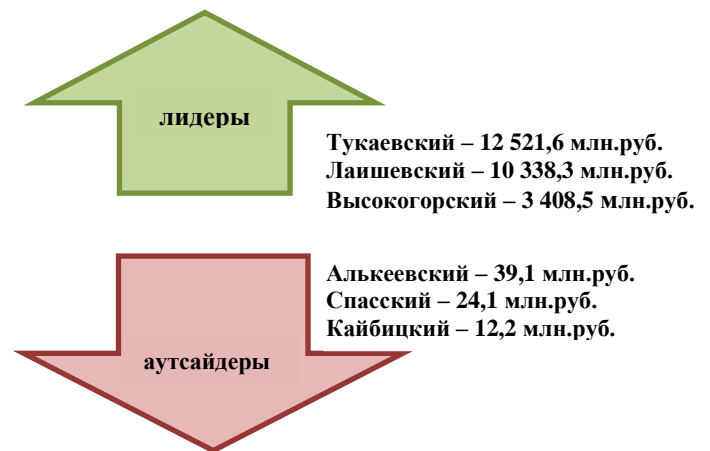 лидеры
Тукаевский – 12 521,6 млн.руб.
Лаишевский – 10 338,3 млн.руб.
Высокогорский – 3 408,5 млн.руб.
Алькеевский – 39,1 млн.руб.
Спасский – 24,1 млн.руб.
Кайбицкий – 12,2 млн.руб.
аутсайдеры